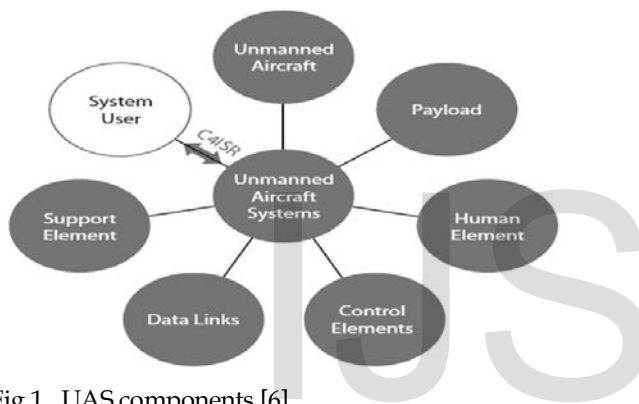 Unmanned
Aircraft
System
User
C4ISR
Payload
Unmanned
Aircraft
Systems
Support
Element
Human
Element
Data Links
Control
Elements
IJS
Fig 1. UAS components [6]